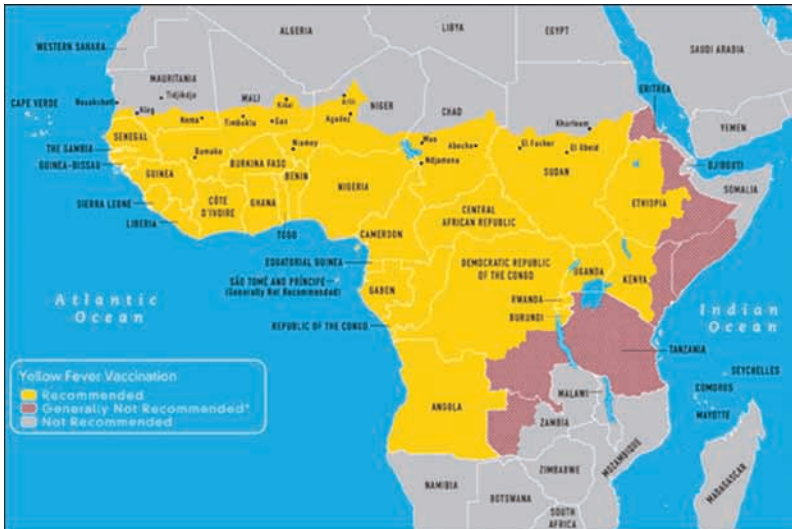 ALGERIA
LIBYA
EGYPT
WESTERN SAHARA
SAUDI ARABIA
MAURITANIA
Tidjikdja
MALI
NIGER
CHAD
ERITREA
CAPE VERDE
Nouakchott
Aleg
Kidal
Arlit
Khartoum
YEMEN
Nema
Timbuktu
Gao
Agadez
SENEGAL
THE GAMBIA
GUINEA-BISSAU
Bamako
Niamey
Mao
Abeche
Ndjamena
El Fasher
El Obeid
DJIBOUTI
BURKINA FASO
GUINEA
BENIN
NIGERIA
SUDAN
SOMALIA
SIERRA LEONE
CÔTE
D'IVOIRE
GHANA
ETHIOPIA
LIBERIA
TOGO
CENTRAL
AFRICAN REPUBLIC
CAMEROON
EQUATORIAL GUINEA
DEMOCRATIC REPUBLIC
OF THE CONGO
UGANDA
KENYA
SÃO TOMÉ AND PRÍNCIPE
(Generally Not Recommended)
GABEN
RWANDA
BURUNDI
Atlantic
Ocean
Indian
Ocean
REPUBLIC OF THE CONGO
TANZANIA
Yellow Fever Vaccination
Recommended
Generally Not Recommended*
Not Recommended
SEYCHELLES
COMOROS
MAYOTTE
ANGOLA
MALAWI
ZAMBIA
MOZAMBIQUE
MADAGASCAR
ZIMBABWE
NAMIBIA
BOTSWANA
SOUTH
AFRICA